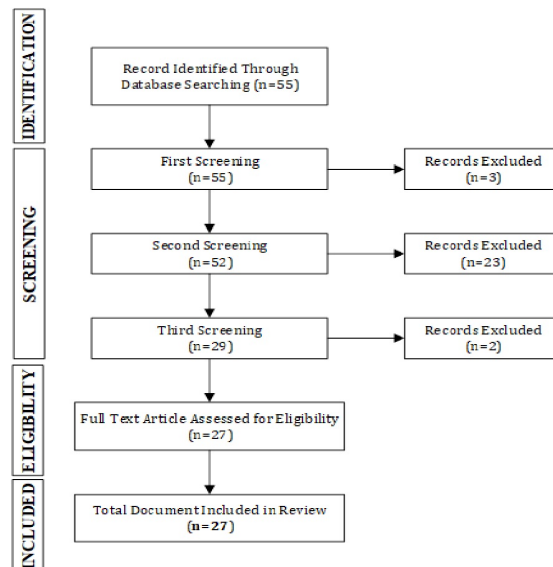 IDENTIFICATION
Record Identified Through
Database Searching (n=55)
SCREENING
First Screening
(n=55)
Records Excluded
(n=3)
Second Screening
(n=52)
Records Excluded
(n=23)
Third Screening
(n=29)
Records Excluded
(n=2)
ELIGIBILITY
Full Text Article Assessed for Eligibility
(n=27)
INCLUDED
Total Document Included in Review
(n=27)